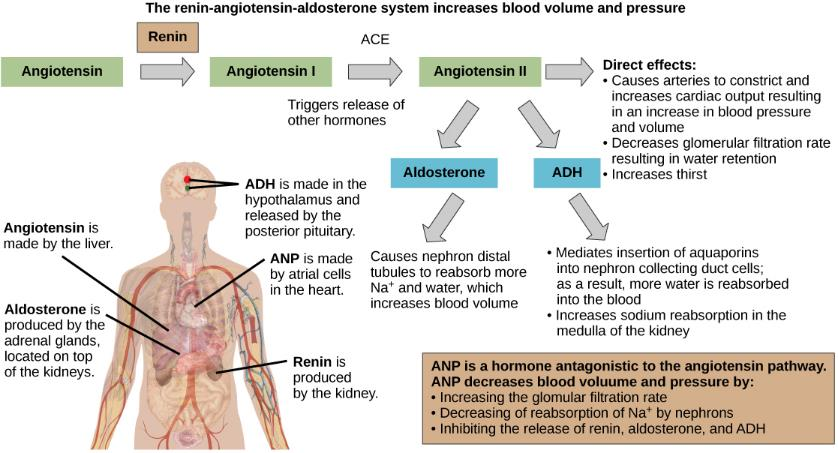 The renin-angiotensin-aldosterone system increases blood volume and pressure
Renin
ACE
Angiotensin
Angiotensin I
Angiotensin II
Triggers release of
other hormones
Direct effects:
• Causes arteries to constrict and
increases cardiac output resulting
in an increase in blood pressure
and volume
• Decreases glomerular filtration rate
resulting in water retention
• Increases thirst
Aldosterone
ADH
Causes nephron distal
tubules to reabsorb more
Na⁺ and water, which
increases blood volume
• Mediates insertion of aquaporins
into nephron collecting duct cells;
as a result, more water is reabsorbed
into the blood
• Increases sodium reabsorption in the
medulla of the kidney
ADH is made in the
hypothalamus and
released by the
posterior pituitary.
Angiotensin is
made by the liver.
ANP is made
by atrial cells
in the heart.
Aldosterone is
produced by the
adrenal glands,
located on top
of the kidneys.
Renin is
produced
by the kidney.
ANP is a hormone antagonistic to the angiotensin pathway.
ANP decreases blood voluume and pressure by:
• Increasing the glomular filtration rate
• Decreasing of reabsorption of Na⁺ by nephrons
• Inhibiting the release of renin, aldosterone, and ADH